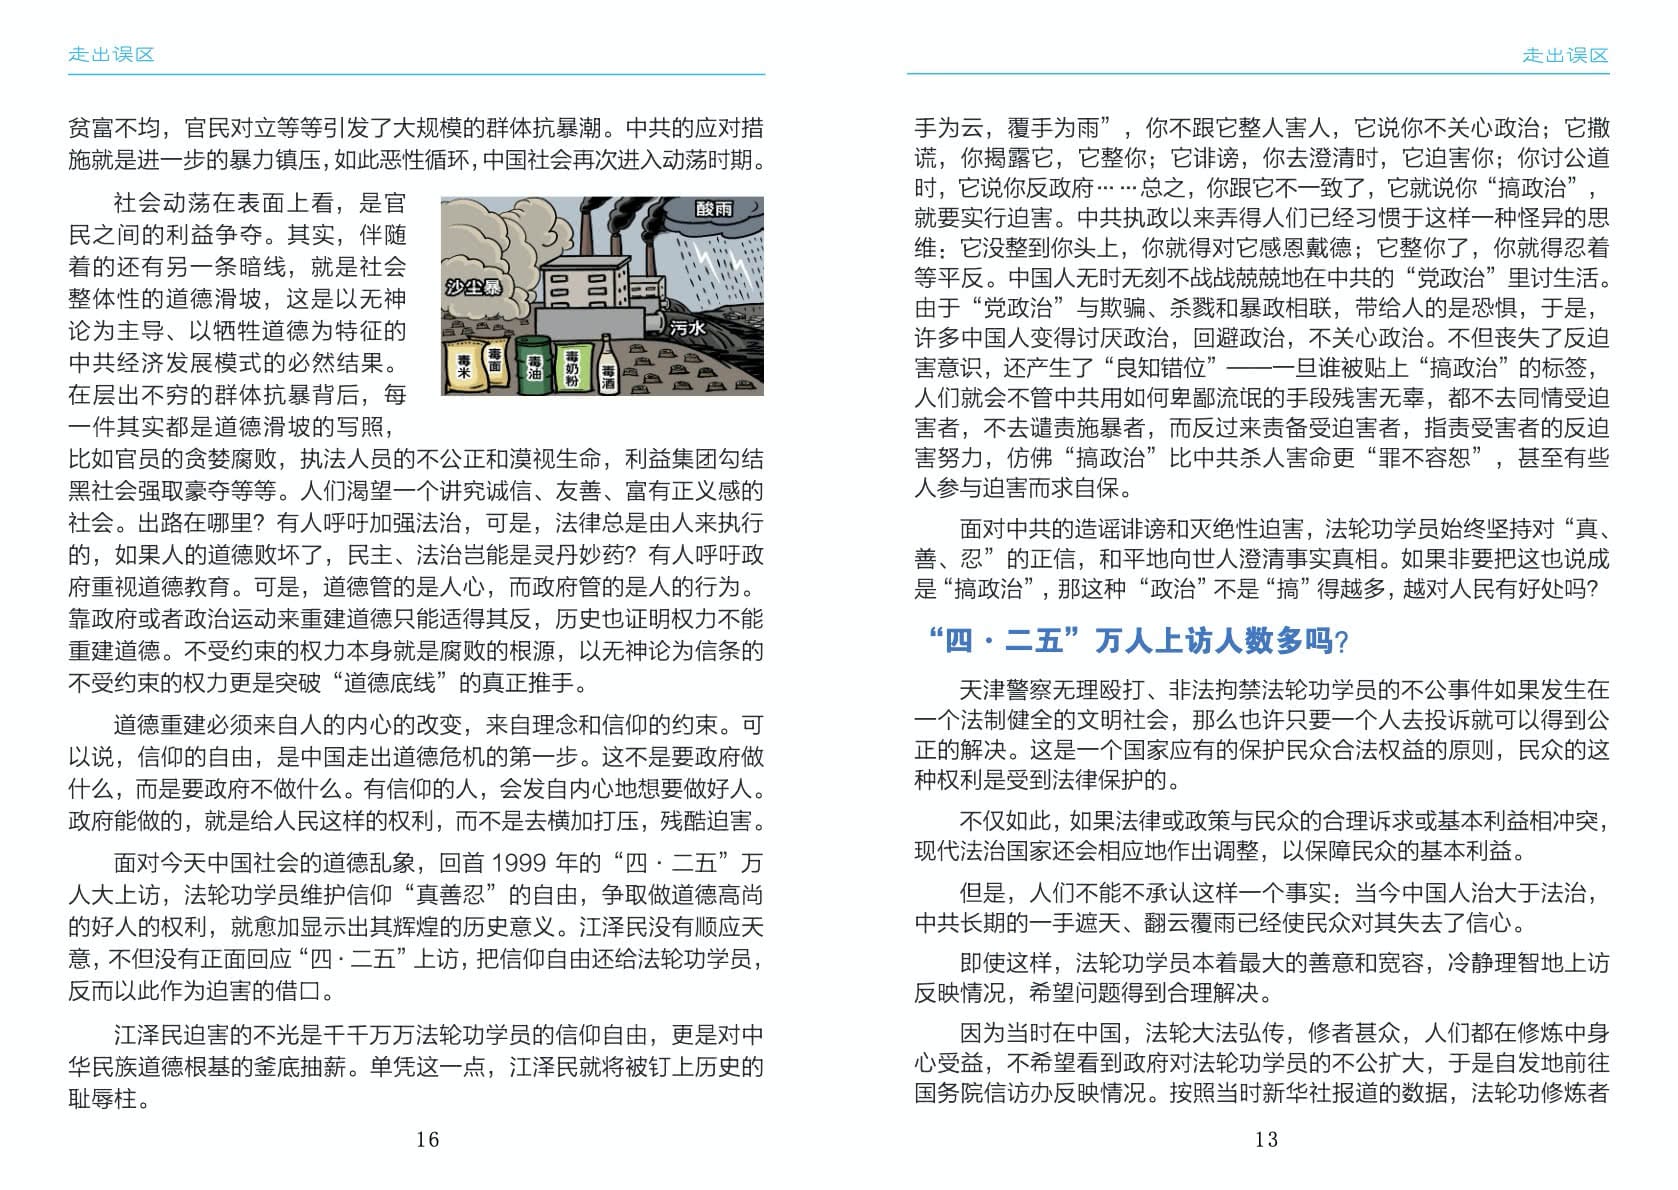 走出误区
贫富不均，官民对立等等引发了大规模的群体抗暴潮。中共的应对措
施就是进一步的暴力镇压，如此恶性循环，中国社会再次进入动荡时期。
社会动荡在表面上看，是官
民之间的利益争夺。其实，伴随
着的还有另一条暗线，就是社会
整体性的道德滑坡，这是以无神
论为主导、以牺牲道德为特征的
中共经济发展模式的必然结果。
在层出不穷的群体抗暴背后，每
一件其实都是道德滑坡的写照，
酸雨
沙尘暴
污水
毒米
毒面
毒油
毒奶粉
毒酒
比如官员的贪婪腐败，执法人员的不公正和漠视生命，利益集团勾结
黑社会强取豪夺等等。人们渴望一个讲究诚信、友善、富有正义感的
社会。出路在哪里？有人呼吁加强法治，可是，法律总是由人来执行
的，如果人的道德败坏了，民主、法治岂能是灵丹妙药？有人呼吁政
府重视道德教育。可是，道德管的是人心，而政府管的是人的行为。
靠政府或者政治运动来重建道德只能适得其反，历史也证明权力不能
重建道德。不受约束的权力本身就是腐败的根源，以无神论为信条的
不受约束的权力更是突破“道德底线”的真正推手。
道德重建必须来自人的内心的改变，来自理念和信仰的约束。可
以说，信仰的自由，是中国走出道德危机的第一步。这不是要政府做
什么，而是要政府不做什么。有信仰的人，会发自内心地想要做好人。
政府能做的，就是给人民这样的权利，而不是去横加打压，残酷迫害。
面对今天中国社会的道德乱象，回首 1999 年的“四·二五”万
人大上访，法轮功学员维护信仰“真善忍”的自由，争取做道德高尚
的好人的权利，就愈加显示出其辉煌的历史意义。江泽民没有顺应天
意，不但没有正面回应“四·二五”上访，把信仰自由还给法轮功学员，
反而以此作为迫害的借口。
江泽民迫害的不光是千千万万法轮功学员的信仰自由，更是对中
华民族道德根基的釜底抽薪。单凭这一点，江泽民就将被钉上历史的
耻辱柱。
16
走出误区
手为云，覆手为雨”，你不跟它整人害人，它说你不关心政治；它撒
谎，你揭露它，它整你；它诽谤，你去澄清时，它迫害你；你讨公道
时，它说你反政府……总之，你跟它不一致了，它就说你“搞政治”，
就要实行迫害。中共执政以来弄得人们已经习惯于这样一种怪异的思
维：它没整到你头上，你就得对它感恩戴德；它整你了，你就得忍着
等平反。中国人无时无刻不战战兢兢地在中共的“党政治”里讨生活。
由于“党政治”与欺骗、杀戮和暴政相联，带给人的是恐惧，于是，
许多中国人变得讨厌政治，回避政治，不关心政治。不但丧失了反迫
害意识，还产生了“良知错位”——一旦谁被贴上“搞政治”的标签，
人们就会不管中共用如何卑鄙流氓的手段残害无辜，都不去同情受迫
害者，不去谴责施暴者，而反过来责备受迫害者，指责受害者的反迫
害努力，仿佛“搞政治”比中共杀人害命更“罪不容恕”，甚至有些
人参与迫害而求自保。
面对中共的造谣诽谤和灭绝性迫害，法轮功学员始终坚持对“真、
善、忍”的正信，和平地向世人澄清事实真相。如果非要把这也说成
是“搞政治”，那这种“政治”不是“搞”得越多，越对人民有好处吗？
“四·二五”万人上访人数多吗？
天津警察无理殴打、非法拘禁法轮功学员的不公事件如果发生在
一个法制健全的文明社会，那么也许只要一个人去投诉就可以得到公
正的解决。这是一个国家应有的保护民众合法权益的原则，民众的这
种权利是受到法律保护的。
不仅如此，如果法律或政策与民众的合理诉求或基本利益相冲突，
现代法治国家还会相应地作出调整，以保障民众的基本利益。
但是，人们不能不承认这样一个事实：当今中国人治大于法治，
中共长期的一手遮天、翻云覆雨已经使民众对其失去了信心。
即使这样，法轮功学员本着最大的善意和宽容，冷静理智地上访
反映情况，希望问题得到合理解决。
因为当时在中国，法轮大法弘传，修者甚众，人们都在修炼中身
心受益，不希望看到政府对法轮功学员的不公扩大，于是自发地前往
国务院信访办反映情况。按照当时新华社报道的数据，法轮功修炼者
13